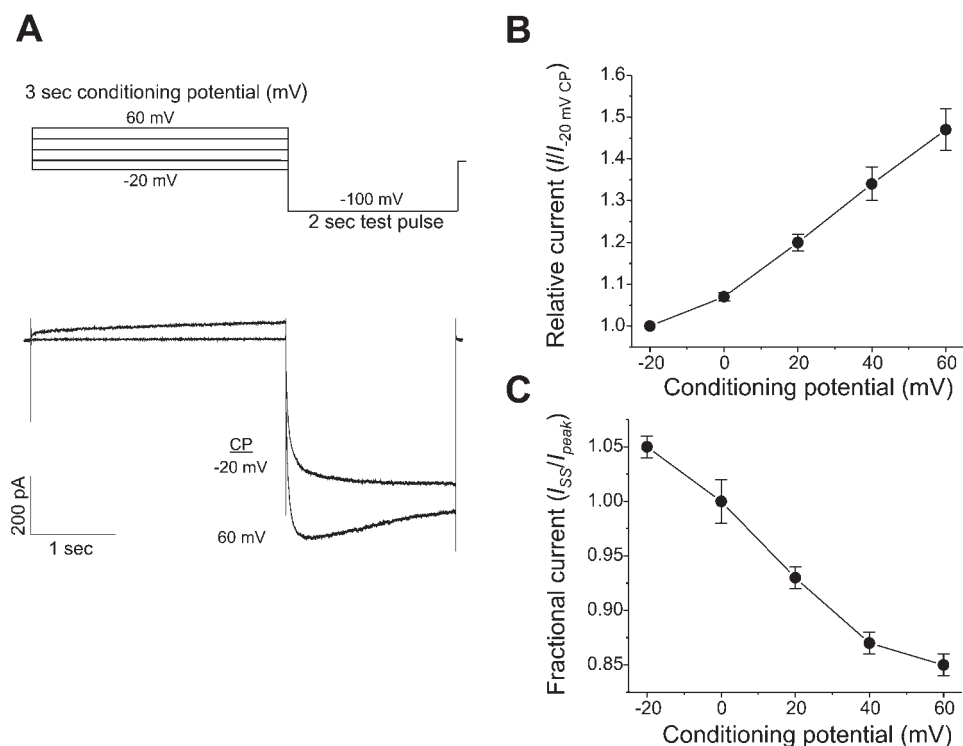 A
3 sec conditioning potential (mV)
60 mV
-20 mV
-100 mV
2 sec test pulse
CP
-20 mV
60 mV
200 pA
1 sec
B
Relative current (I/I-20 mV CP)
1.5
1.4
1.3
1.2
1.1
1.0
-20 0 20 40 60
Conditioning potential (mV)
C
Fractional current (ISS/Ipeak)
1.05
1.00
0.95
0.90
0.85
-20 0 20 40 60
Conditioning potential (mV)